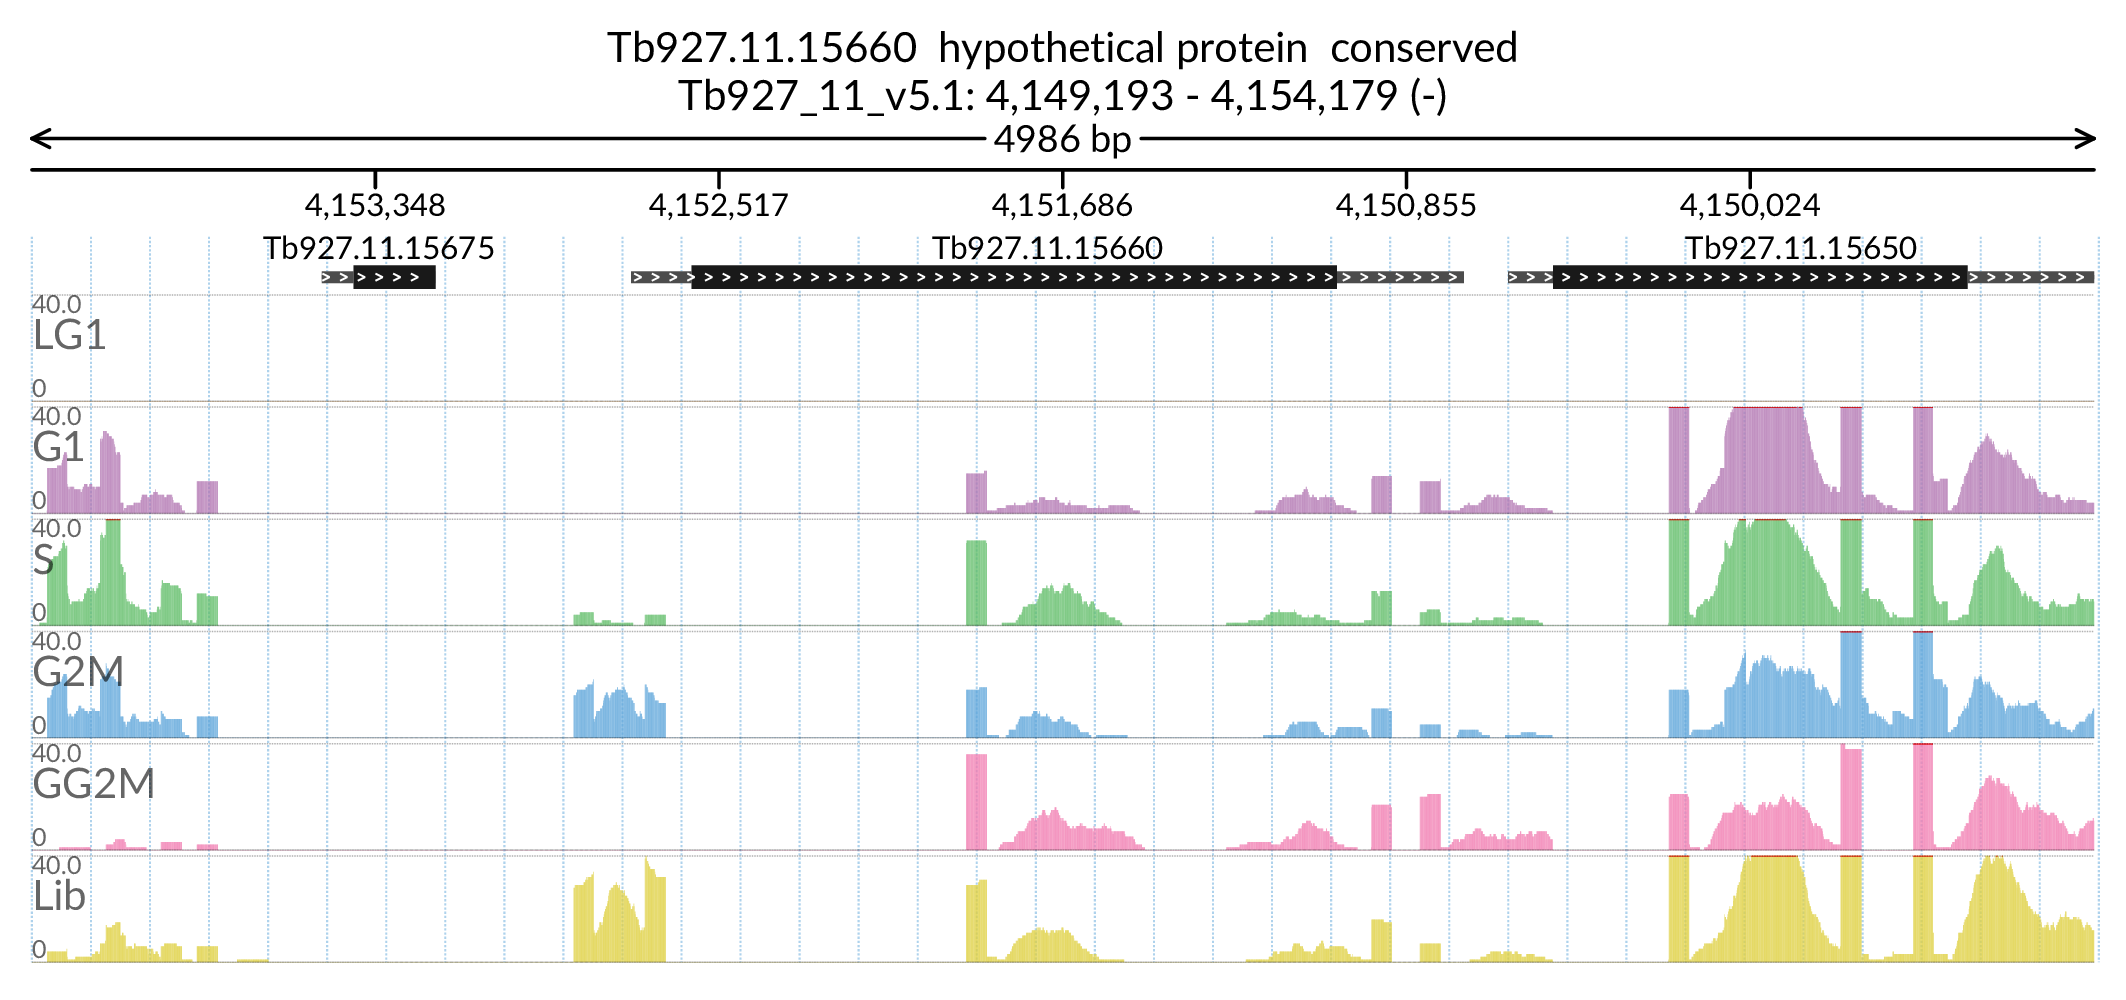 Tb927.11.15660 hypothetical protein conserved
Tb927_11_v5.1: 4,149,193 - 4,154,179 (-)
4986 bp
4,153,348 4,152,517 4,151,686 4,150,855 4,150,024
Tb927.11.15675 Tb927.11.15660 Tb927.11.15650
40.0
LG1
0
40.0
G1
0
40.0
S
0
40.0
G2M
0
40.0
GG2M
0
40.0
Lib
0